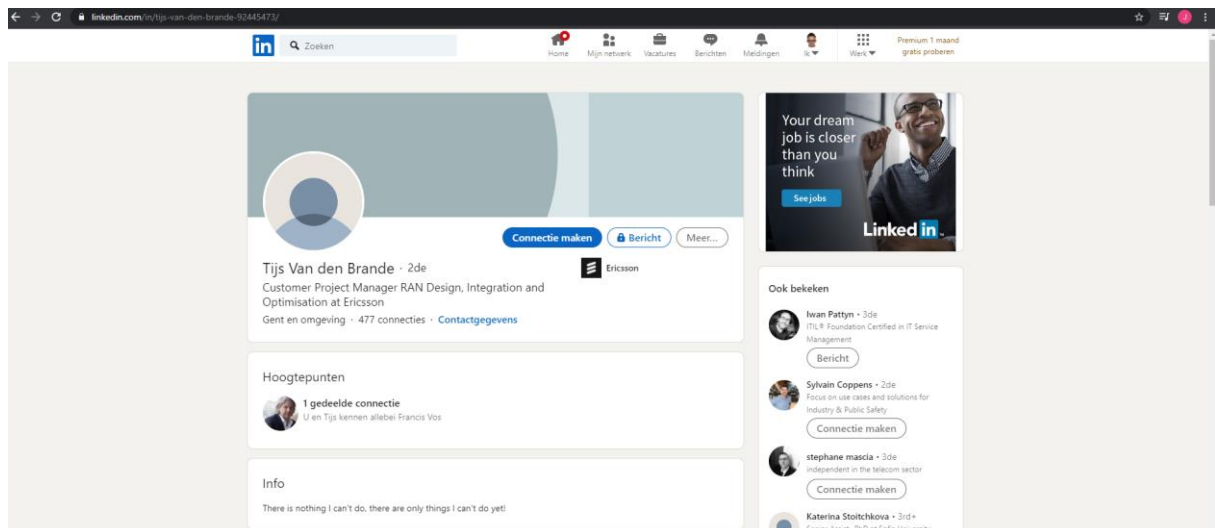 linkedin.com/in/tijs-van-den-brande-92445473/
J
in
Zoeken
Home
Mijn netwerk
Vacatures
Berichten
Meldingen
Ik
Werk
Premium 1 maand
gratis proberen
Connectie maken
Bericht
Meer...
Tijs Van den Brande · 2de
Customer Project Manager RAN Design, Integration and
Optimisation at Ericsson
Gent en omgeving · 477 connecties · Contactgegevens
Ericsson
Hoogtepunten
1 gedeelde connectie
U en Tijs kennen allebei Francis Vos
Info
There is nothing I can't do, there are only things I can't do yet!
Your dream
job is closer
than you
think
See jobs
Linked in
Ook bekeken
Iwan Pattyn • 3de
ITIL® Foundation Certified in IT Service
Management
Bericht
Sylvain Coppens • 2de
Focus on use cases and solutions for
Industry & Public Safety
Connectie maken
stephane mascia • 3de
independent in the telecom sector
Connectie maken
Katerina Stoitchkova • 3rd+